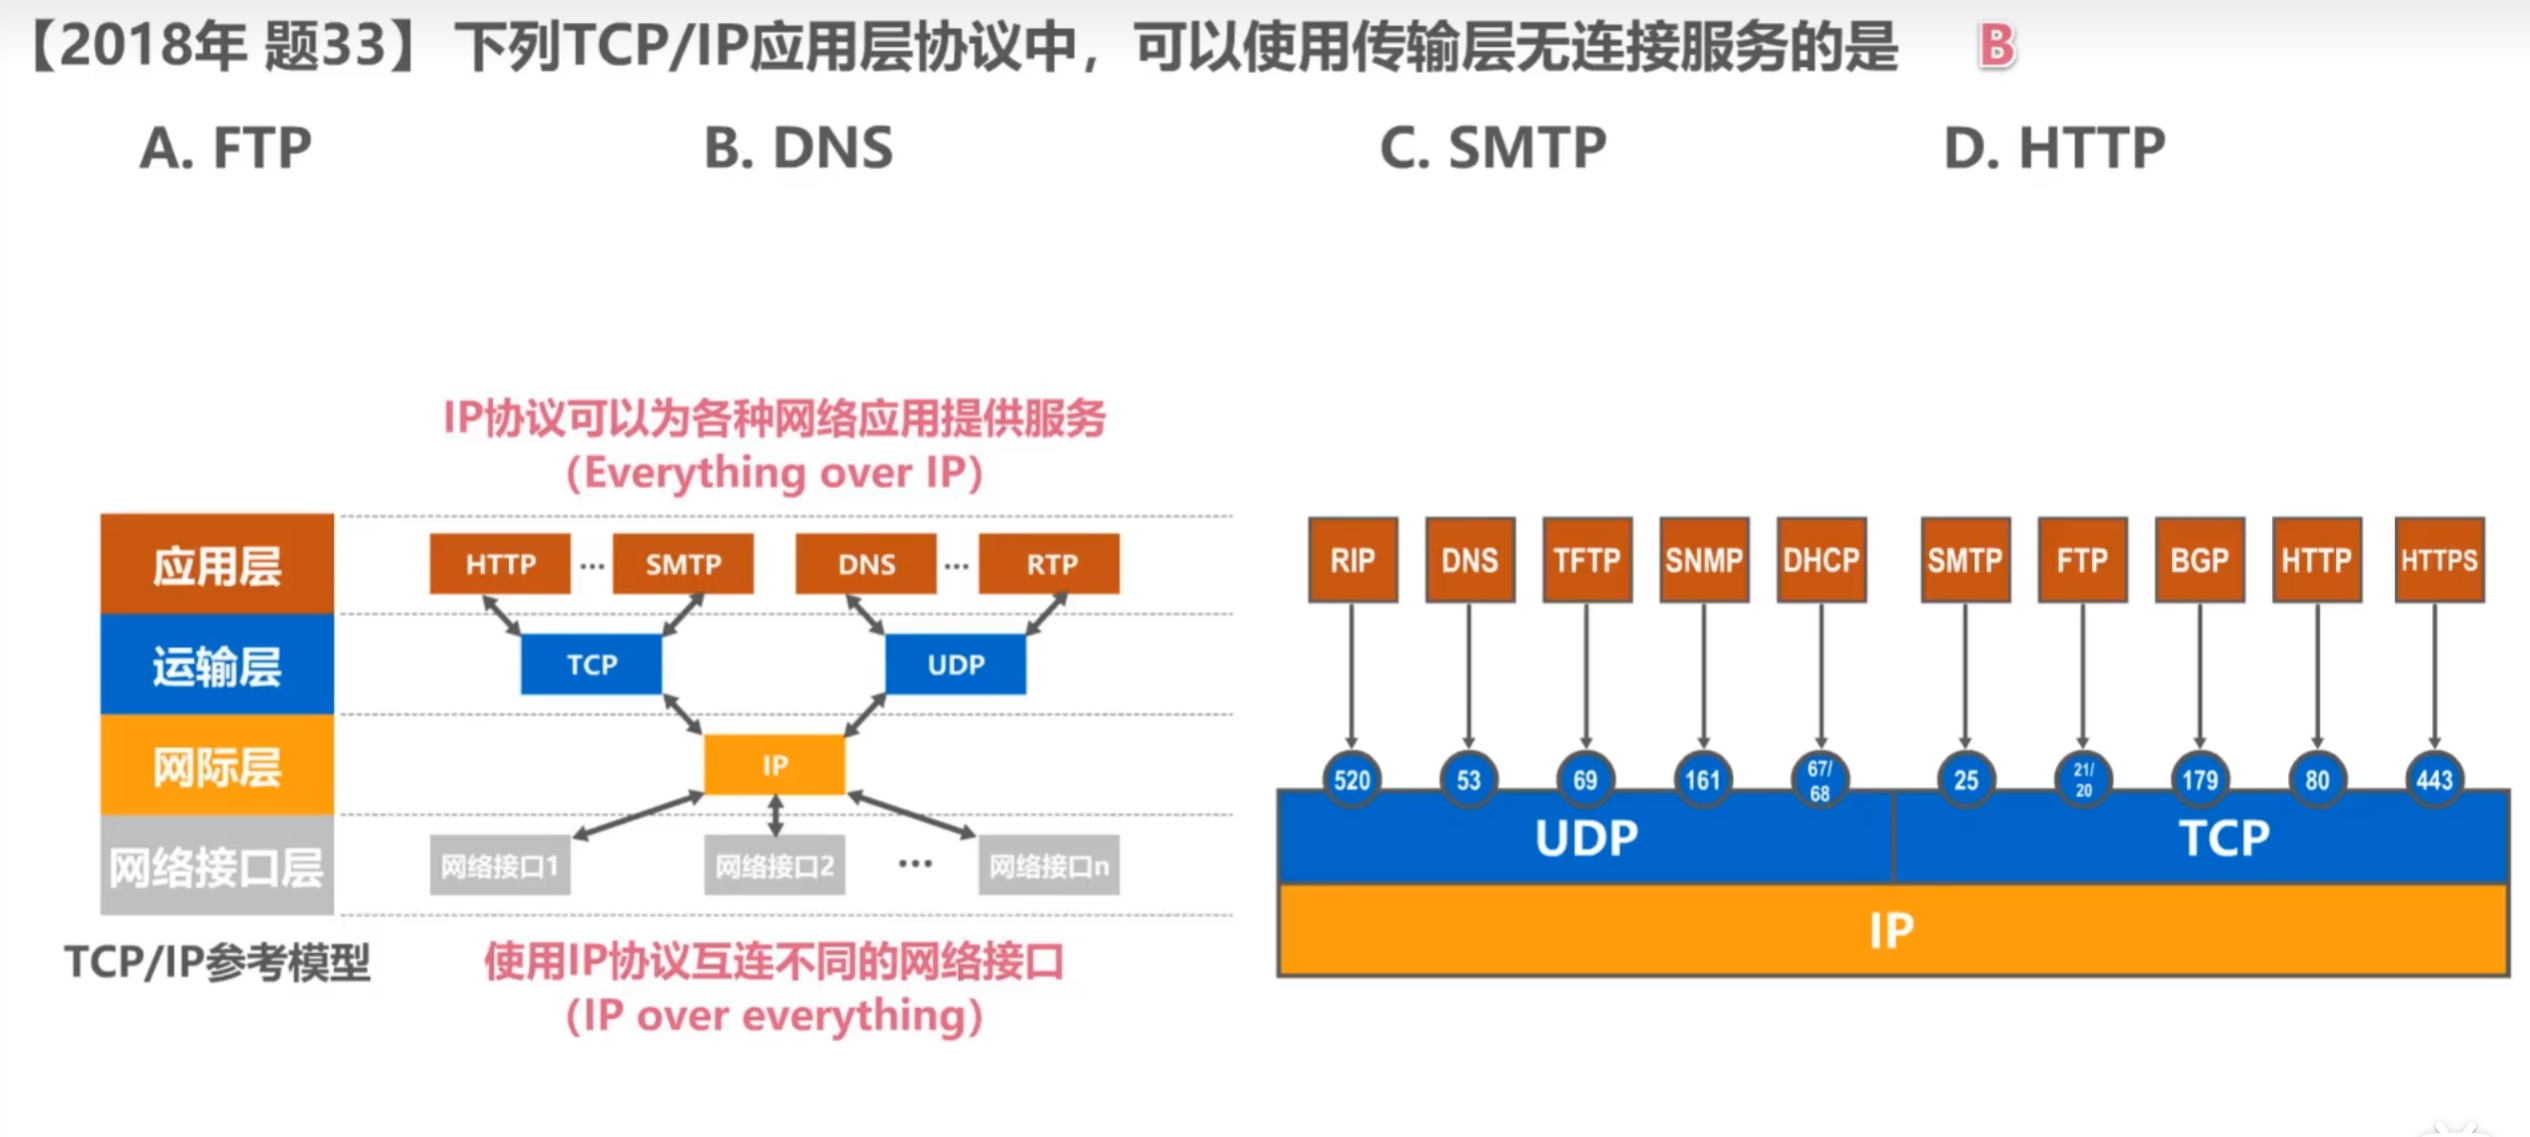 【2018年 题33】 下列TCP/IP应用层协议中，可以使用传输层无连接服务的是 B
A. FTP B. DNS C. SMTP D. HTTP
IP协议可以为各种网络应用提供服务
（Everything over IP）
应用层
HTTP ... SMTP DNS ... RTP
运输层
TCP UDP
网际层
IP
网络接口层
网络接口1 网络接口2 ... 网络接口n
TCP/IP参考模型
使用IP协议互连不同的网络接口
（IP over everything）
RIP DNS TFTP SNMP DHCP SMTP FTP BGP HTTP HTTPS
520 53 69 161 67/68 25 21/20 179 80 443
UDP TCP
IP